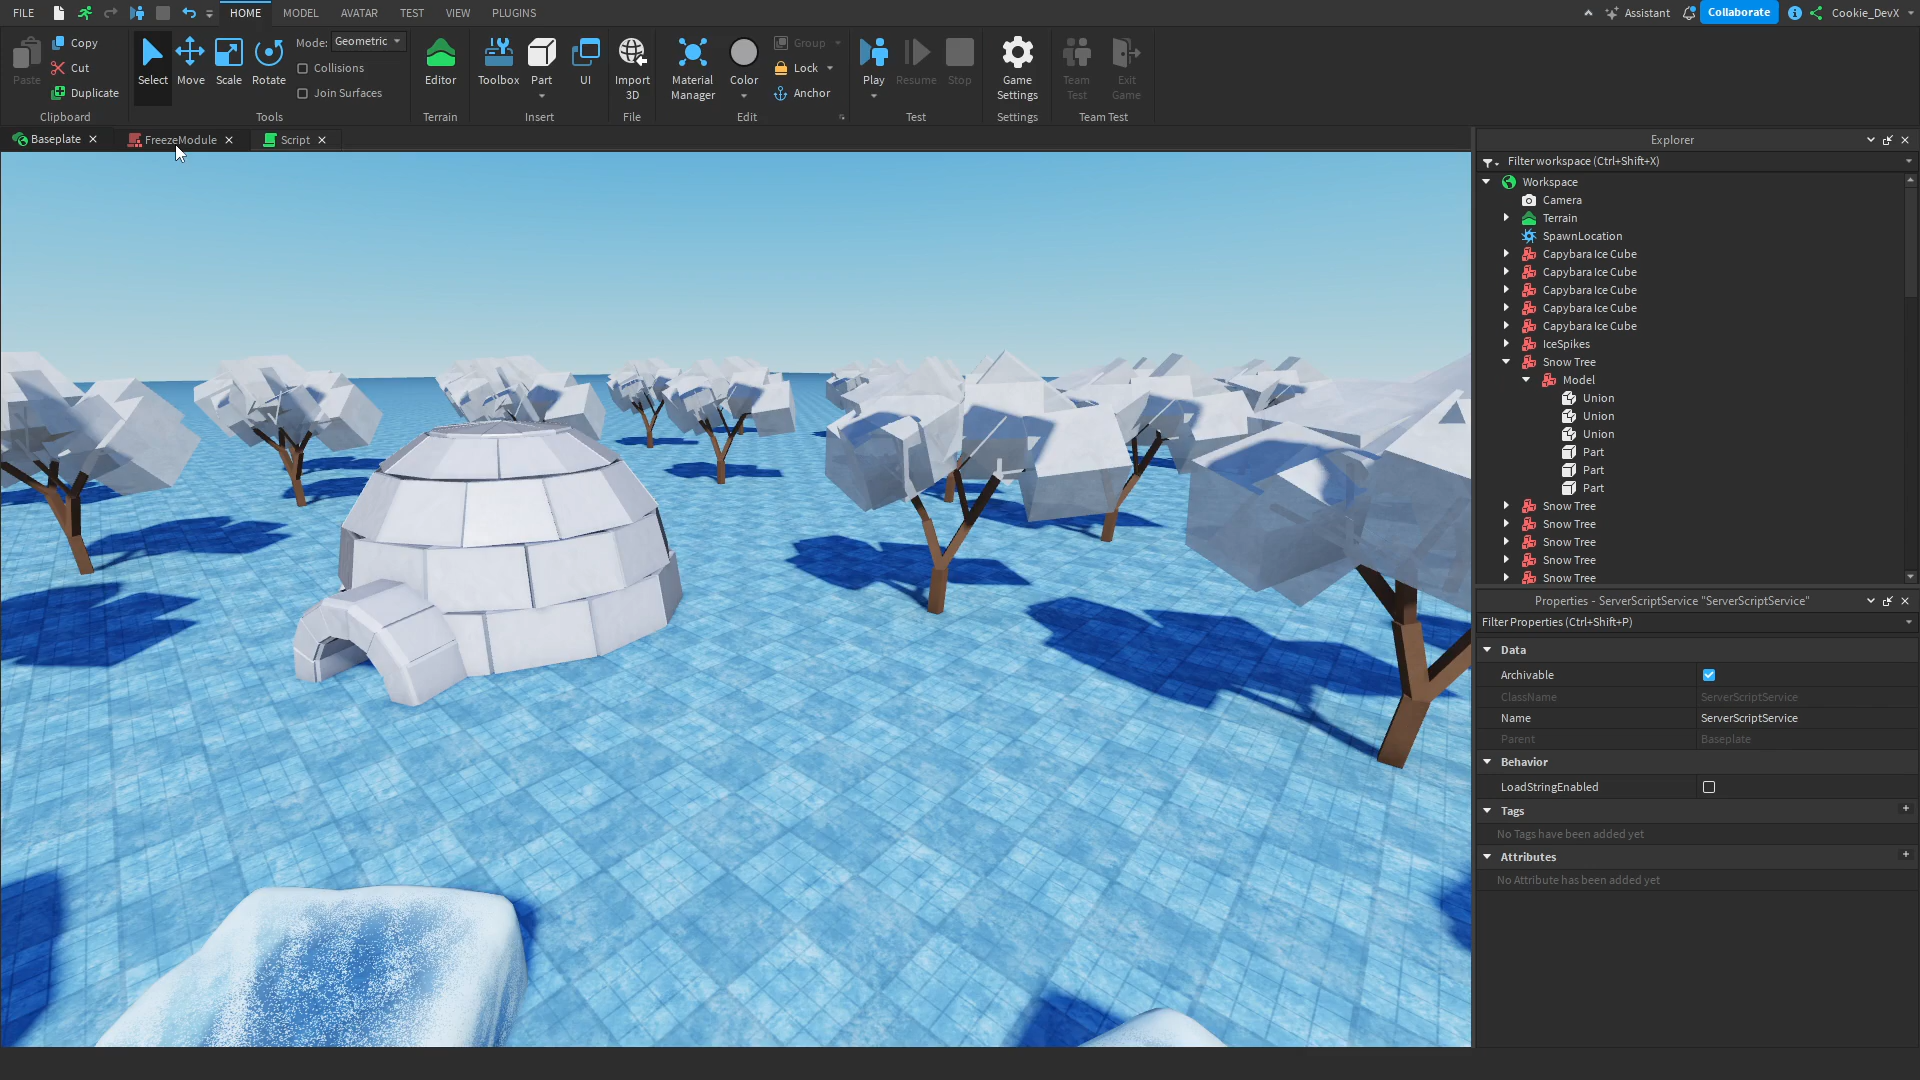 FILE
HOME
MODEL
AVATAR
TEST
VIEW
PLUGINS
Assistant
Collaborate
Cookie_DevX
Paste
Copy
Cut
Duplicate
Clipboard
Select
Move
Scale
Rotate
Mode: Geometric
Collisions
Join Surfaces
Tools
Editor
Terrain
Toolbox
Part
UI
Insert
Import
3D
File
Material
Manager
Color
Group
Lock
Anchor
Edit
Play
Resume
Stop
Test
Game
Settings
Settings
Team
Test
Exit
Game
Team Test
Baseplate
FreezeModule
Script
Explorer
Filter workspace (Ctrl+Shift+X)
Workspace
Camera
Terrain
SpawnLocation
Capybara Ice Cube
Capybara Ice Cube
Capybara Ice Cube
Capybara Ice Cube
Capybara Ice Cube
IceSpikes
Snow Tree
Model
Union
Union
Union
Part
Part
Part
Snow Tree
Snow Tree
Snow Tree
Snow Tree
Snow Tree
Properties - ServerScriptService "ServerScriptService"
Filter Properties (Ctrl+Shift+P)
Data
Archivable
ClassName ServerScriptService
Name ServerScriptService
Parent Baseplate
Behavior
LoadStringEnabled
Tags
No Tags have been added yet
Attributes
No Attribute has been added yet